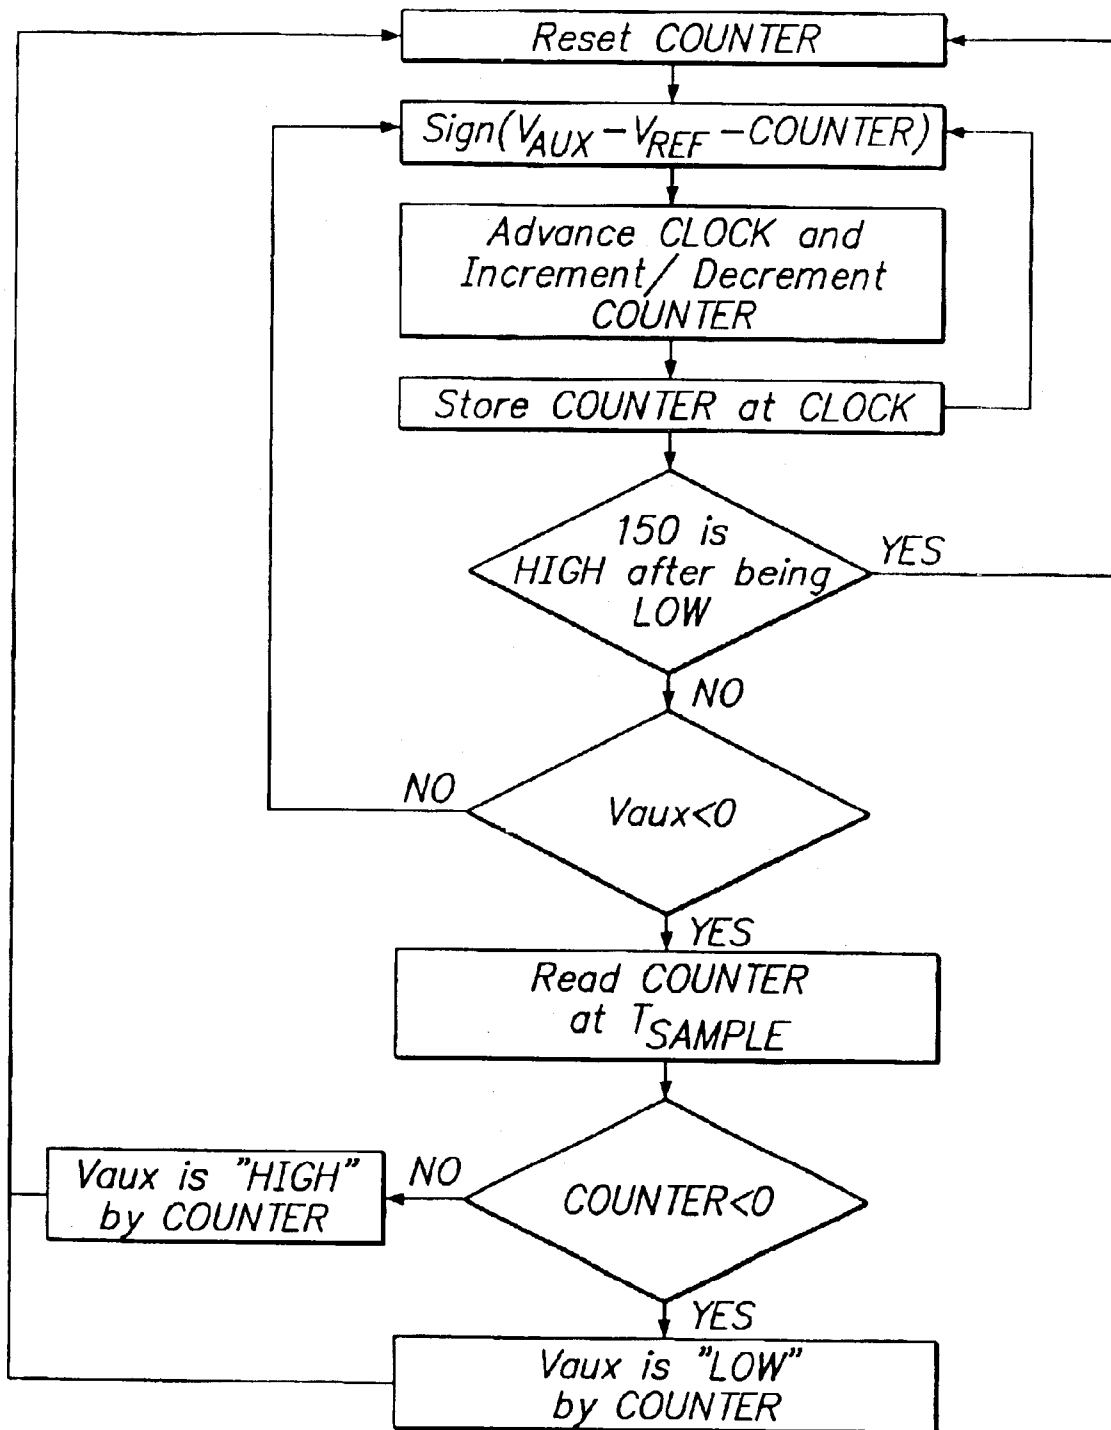 Reset COUNTER
Sign(VAUX-VREF-COUNTER)
Advance CLOCK and
Increment/ Decrement
COUNTER
Store COUNTER at CLOCK
150 is
HIGH after being
LOW
YES
NO
NO
Vaux<0
YES
Read COUNTER
at TSAMPLE
Vaux is "HIGH"
by COUNTER
NO
COUNTER<0
YES
Vaux is "LOW"
by COUNTER